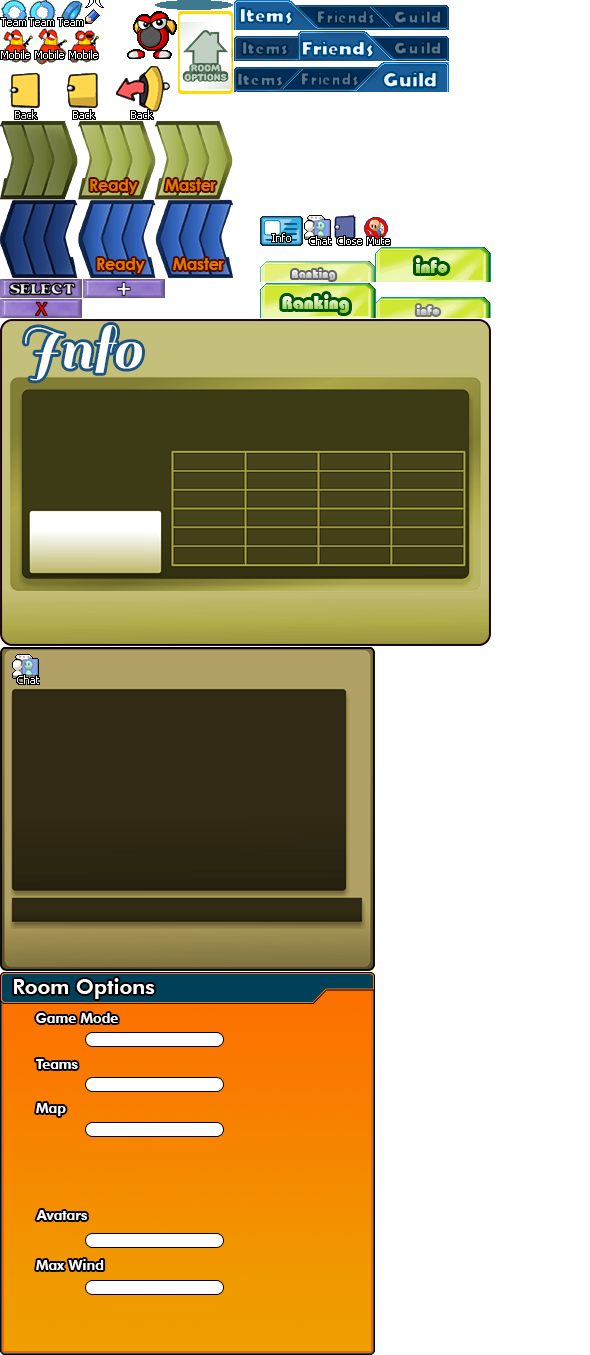 Team Team Team
Items Friends Guild
Mobile Mobile Mobile
Items Friends Guild
ROOM
OPTIONS
Items Friends Guild
Back Back Back
Ready Master
Ready Master
Info Chat Close Mute
Ranking info
SELECT +
X
Ranking info
Info
Chat
Room Options
Game Mode
Teams
Map
Avatars
Max Wind